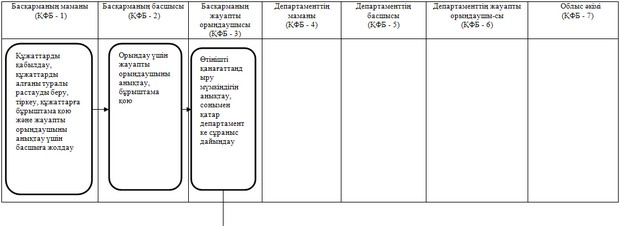 Басқарманың маманы
(ҚФБ - 1)
Басқарманың басшысы
(ҚФБ - 2)
Басқарманың
жауапты
орындаушысы
(ҚФБ - 3)
Департаменттің
маманы
(ҚФБ - 4)
Департаменттің
басшысы
(ҚФБ - 5)
Департаменттің жауапты
орындаушы-сы
(ҚФБ - 6)
Облыс әкімі
(ҚФБ - 7)
Құжаттарды
қабылдау,
құжаттарды
алғаны туралы
растауды беру,
тіркеу, құжаттарға
бұрыштама қою
және жауапты
орындаушыны
анықтау үшін
басшыға жолдау
Орындау үшін
жауапты
орындаушыны
анықтау,
бұрыштама
қою
Өтінішті
қанағаттанд
ыру
мүмкіндігін
анықтау,
сонымен
қатар
департамент
ке сұраныс
дайындау